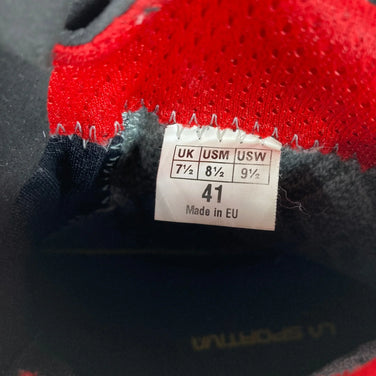 UK USM USW
7½ 8½ 9½
41
Made in EU
LA SPORTIVA